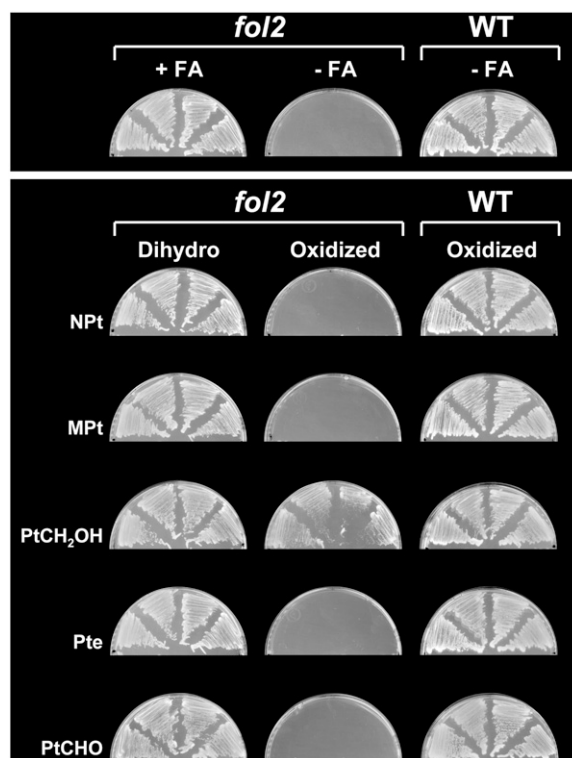 fol2 WT
+ FA - FA - FA
fol2 WT
Dihydro Oxidized Oxidized
NPt
MPt
PtCH₂OH
Pte
PtCHO